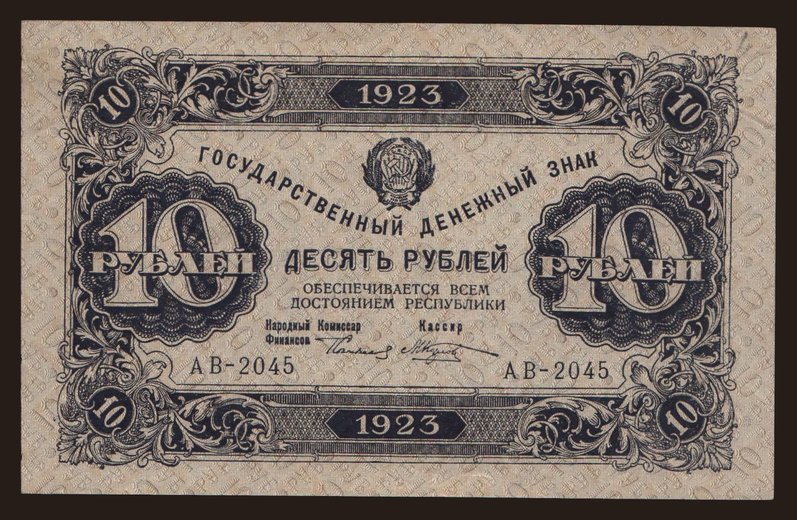 10 1923 10
ГОСУДАРСТВЕННЫЙ ДЕНЕЖНЫЙ ЗНАК
10 РУБЛЕЙ
ДЕСЯТЬ РУБЛЕЙ
10 РУБЛЕЙ
ОБЕСПЕЧИВАЕТСЯ ВСЕМ
ДОСТОЯНИЕМ РЕСПУБЛИКИ
Народный Комиссар
Финансов
Кассир
АВ-2045 АВ-2045
10 1923 10